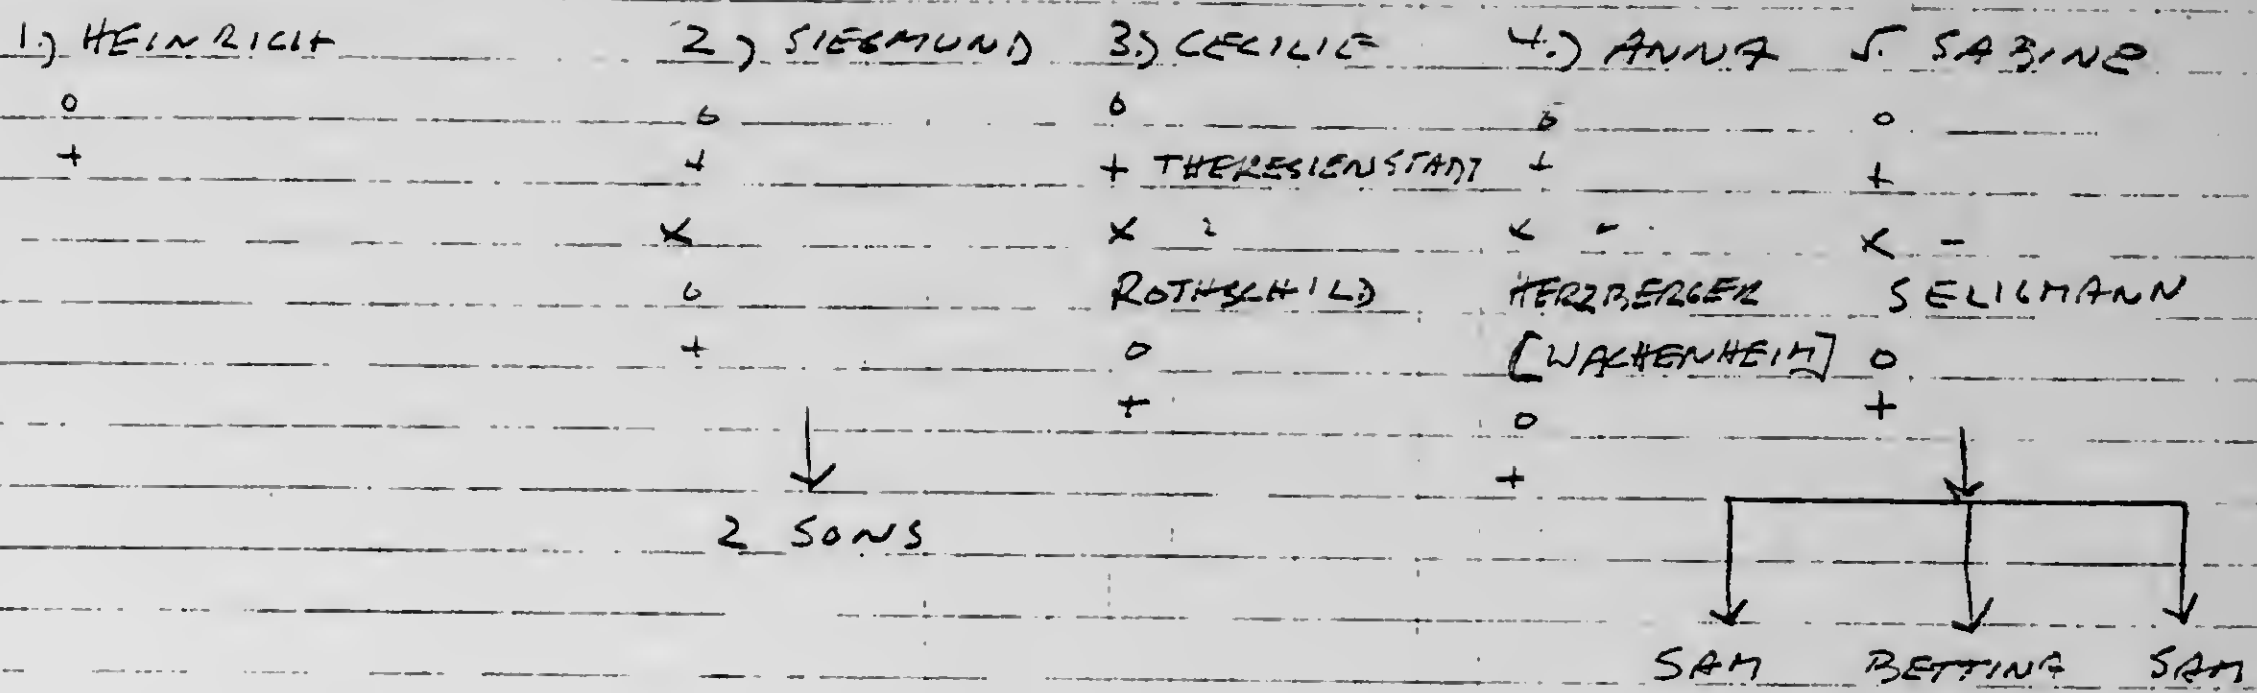 1.) HEINRICH 2) SIEGMUND 3.) CECILIE 4.) ANNA 5. SABINE
o o o o o
+ + + THERESIENSTADT + +
x x ? x - x -
o ROTHSCHILD HERZBERGER SELIGMANN
+ o [WACHENHEIM] o
+ o +
+
2 SONS
SAM BETTINA SAM